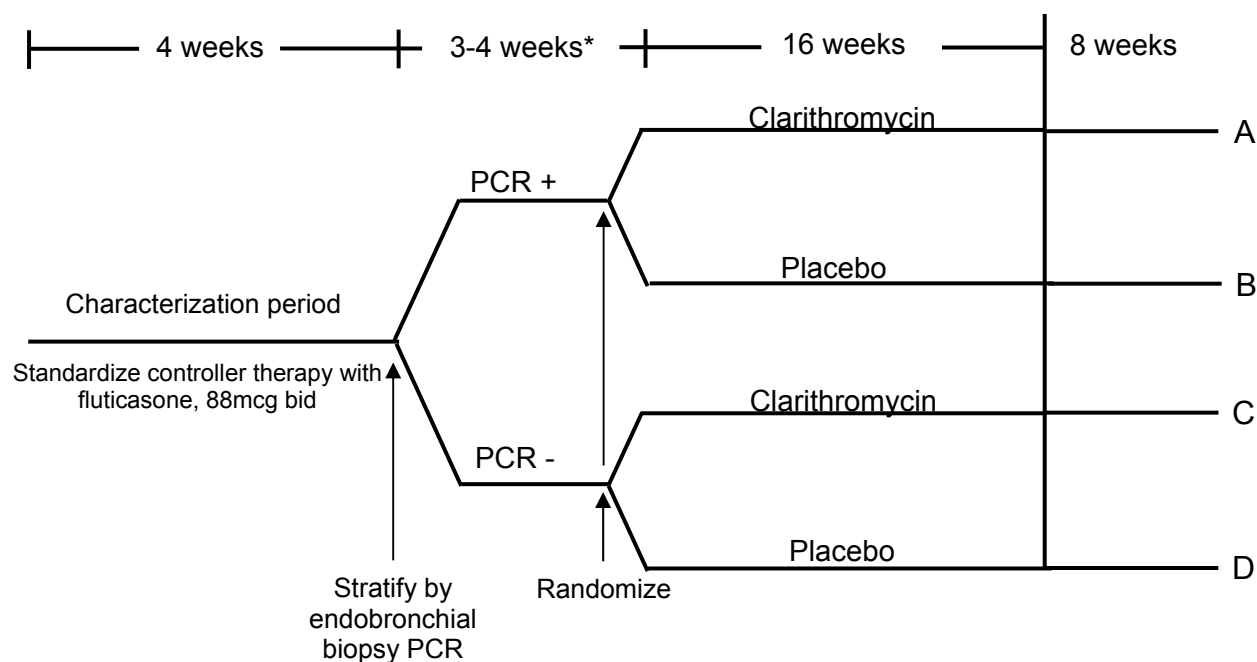 4 weeks
3-4 weeks*
16 weeks
8 weeks
Clarithromycin
A
PCR +
Placebo
B
Characterization period
Standardize controller therapy with
fluticasone, 88mcg bid
Clarithromycin
C
PCR -
Placebo
D
Stratify by
endobronchial
biopsy PCR
Randomize